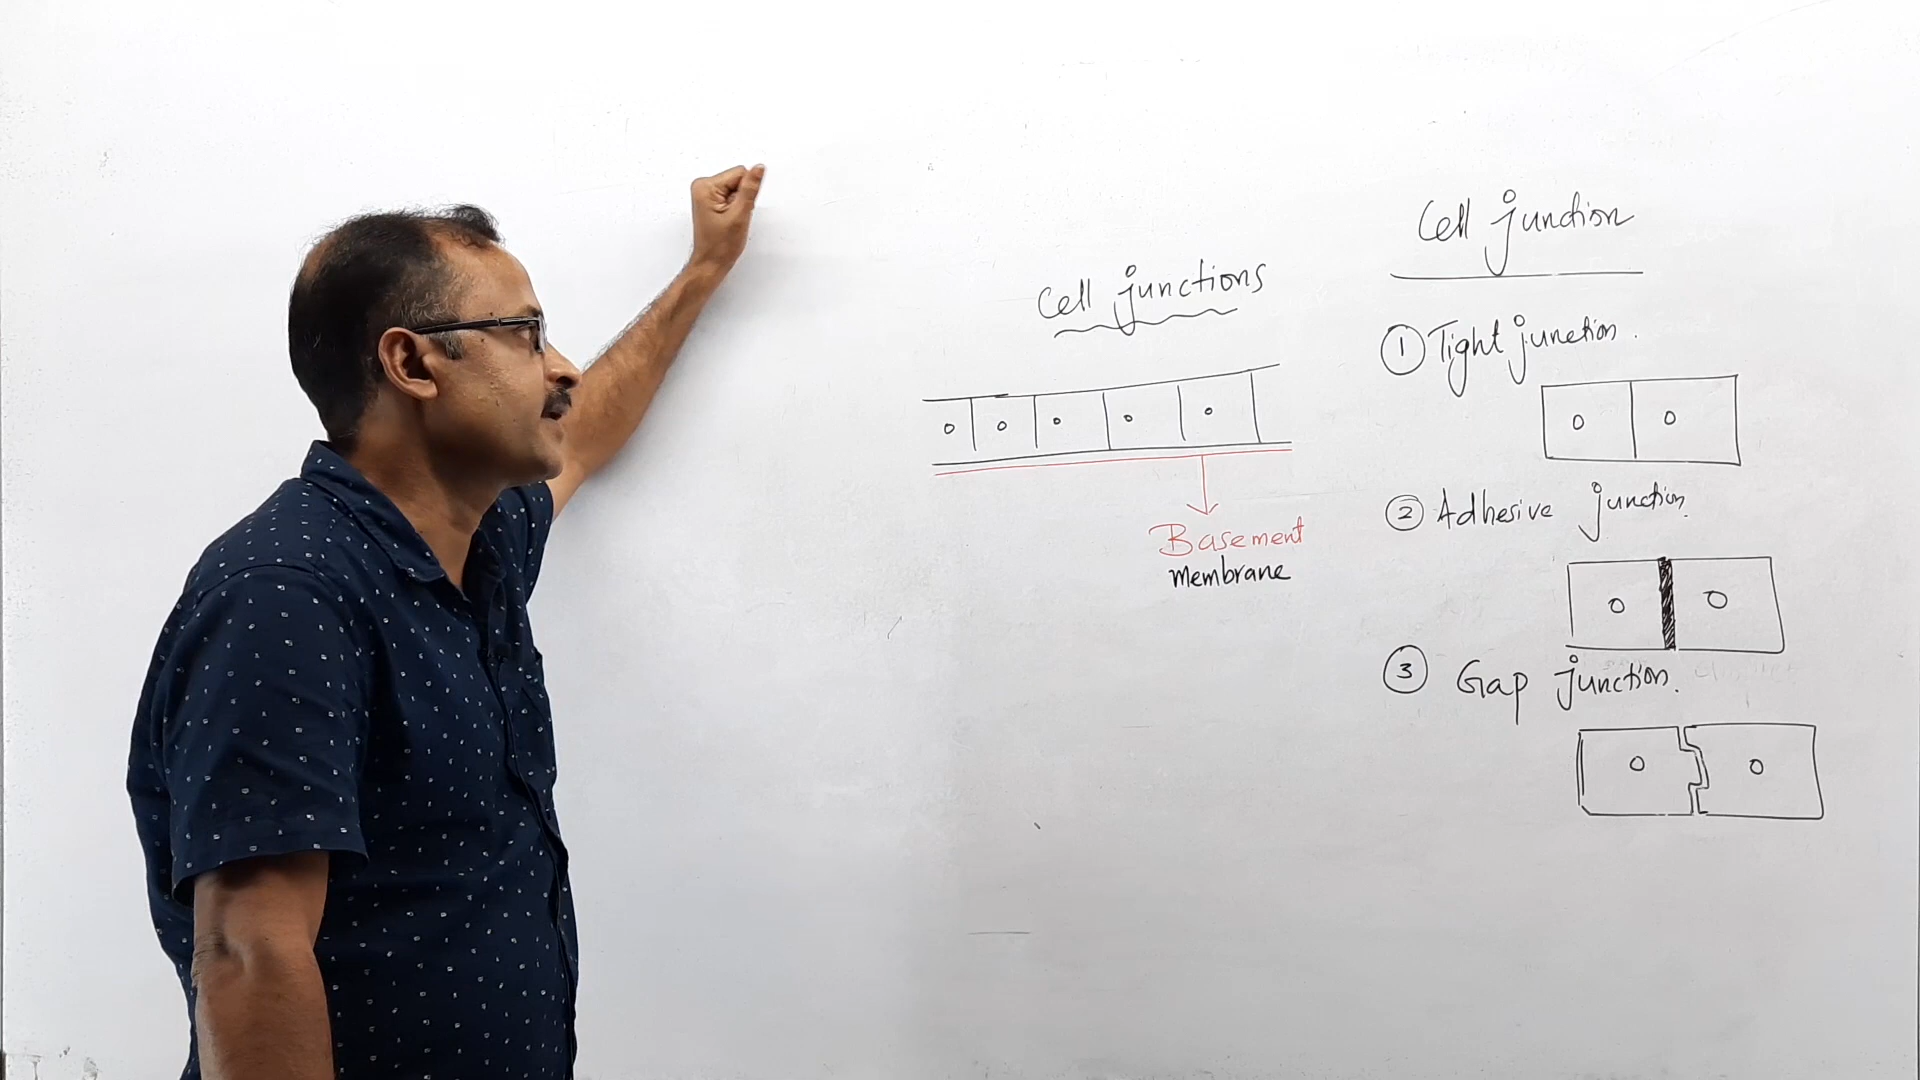 Cell junctions
Basement
membrane
Cell junction
① Tight junction.
② Adhesive junction.
③ Gap junction.